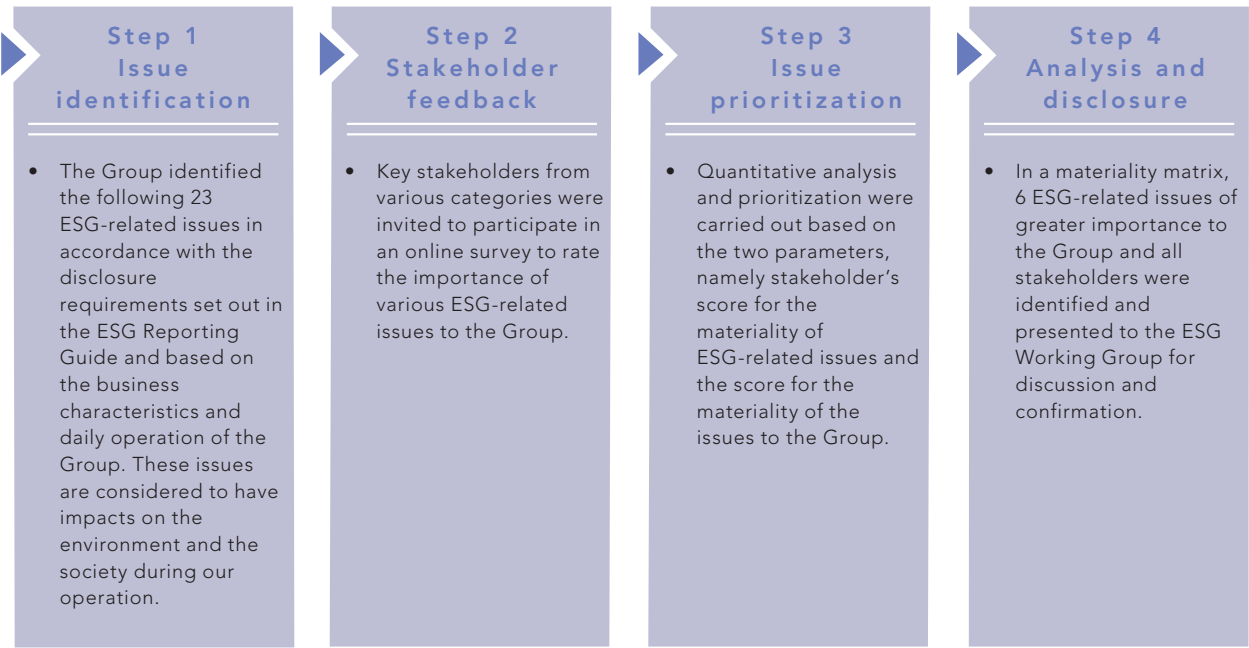 Step 1
Issue
identification
• The Group identified
the following 23
ESG-related issues in
accordance with the
disclosure
requirements set out in
the ESG Reporting
Guide and based on
the business
characteristics and
daily operation of the
Group. These issues
are considered to have
impacts on the
environment and the
society during our
operation.
Step 2
Stakeholder
feedback
• Key stakeholders from
various categories were
invited to participate in
an online survey to rate
the importance of
various ESG-related
issues to the Group.
Step 3
Issue
prioritization
• Quantitative analysis
and prioritization were
carried out based on
the two parameters,
namely stakeholder’s
score for the
materiality of
ESG-related issues and
the score for the
materiality of the
issues to the Group.
Step 4
Analysis and
disclosure
• In a materiality matrix,
6 ESG-related issues of
greater importance to
the Group and all
stakeholders were
identified and
presented to the ESG
Working Group for
discussion and
confirmation.